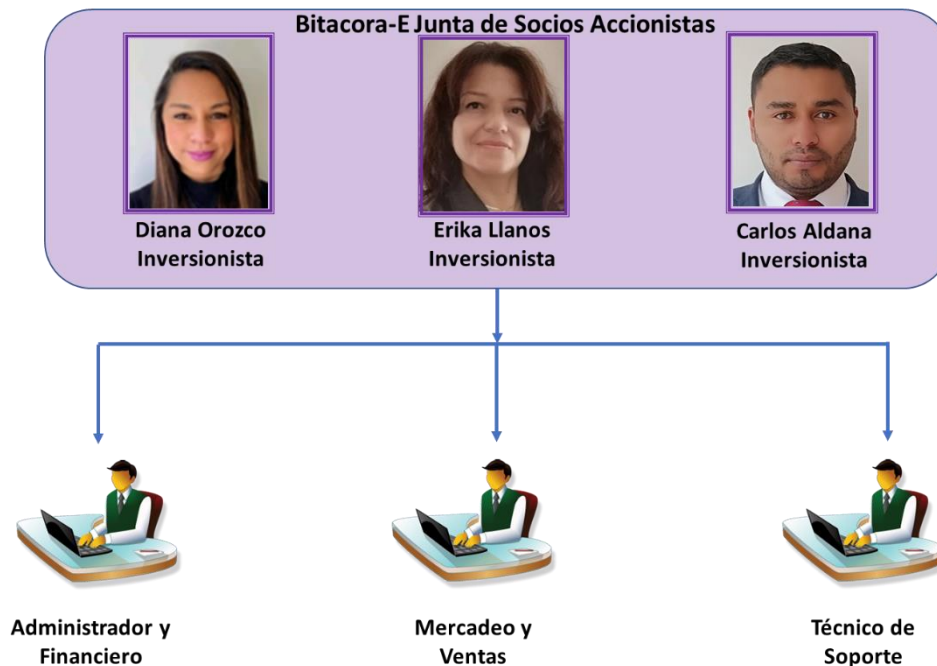 Bitacora-E Junta de Socios Accionistas
Diana Orozco
Inversionista
Erika Llanos
Inversionista
Carlos Aldana
Inversionista
Administrador y
Financiero
Mercadeo y
Ventas
Técnico de
Soporte